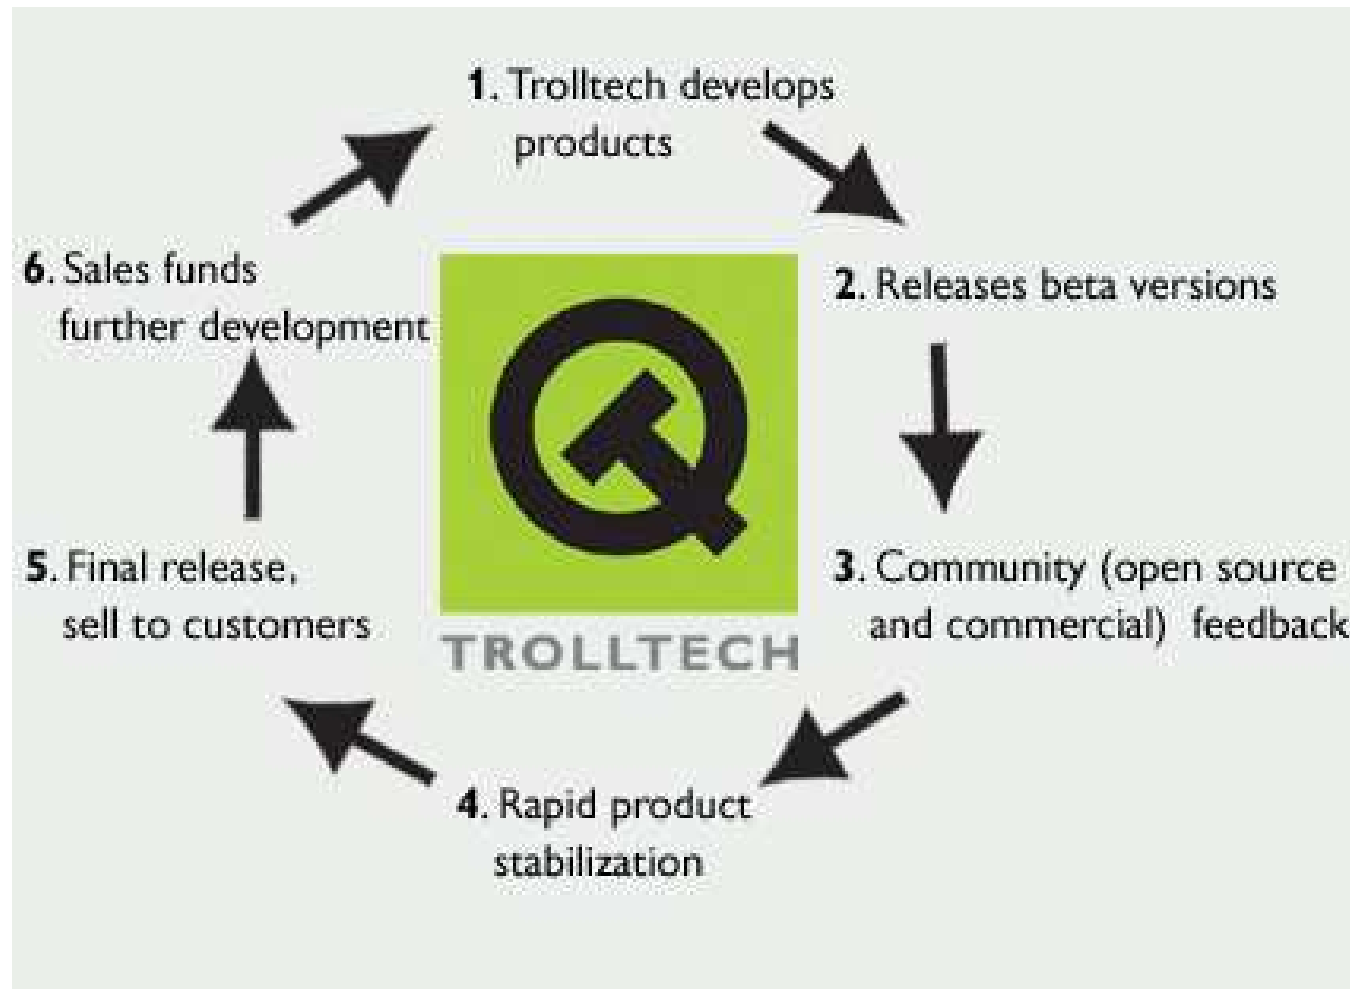 1. Trolltech develops
products
2. Releases beta versions
3. Community (open source
and commercial) feedback
4. Rapid product
stabilization
5. Final release,
sell to customers
6. Sales funds
further development
TROLLTECH